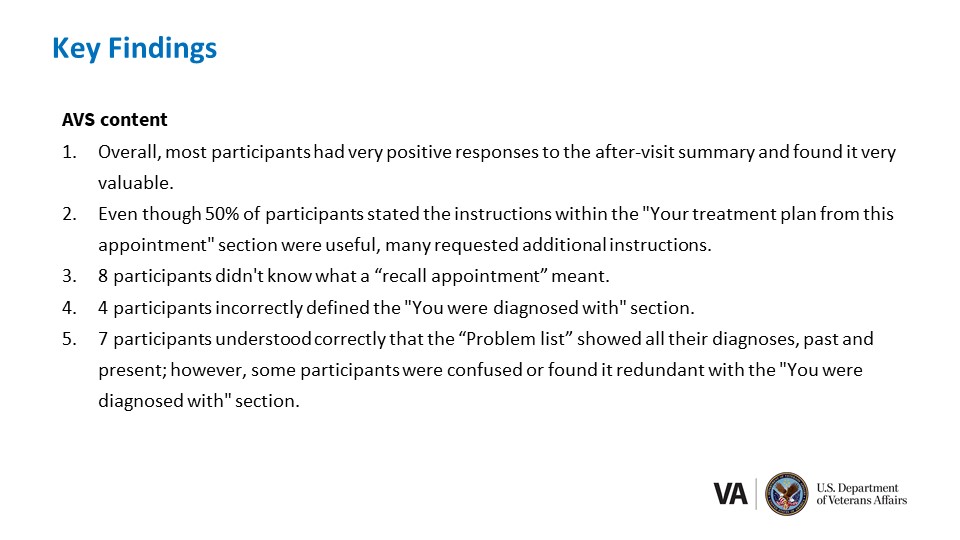 Key Findings
AVS content
1. Overall, most participants had very positive responses to the after-visit summary and found it very
valuable.
2. Even though 50% of participants stated the instructions within the "Your treatment plan from this
appointment" section were useful, many requested additional instructions.
3. 8 participants didn't know what a “recall appointment” meant.
4. 4 participants incorrectly defined the "You were diagnosed with" section.
5. 7 participants understood correctly that the “Problem list” showed all their diagnoses, past and
present; however, some participants were confused or found it redundant with the "You were
diagnosed with" section.
VA
U.S. Department
of Veterans Affairs